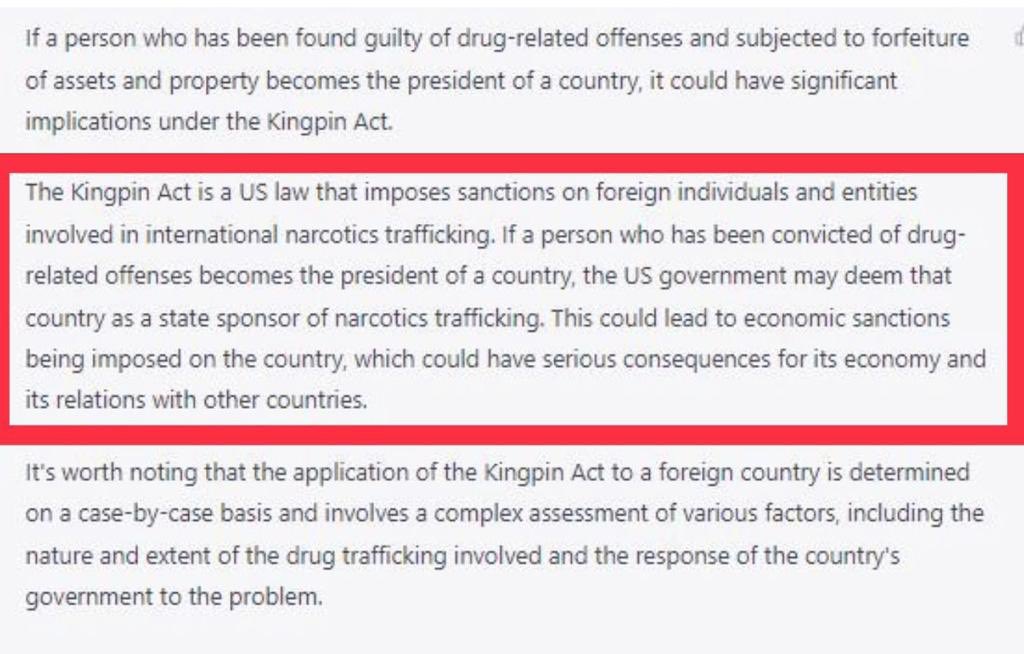 If a person who has been found guilty of drug-related offenses and subjected to forfeiture
of assets and property becomes the president of a country, it could have significant
implications under the Kingpin Act.
The Kingpin Act is a US law that imposes sanctions on foreign individuals and entities
involved in international narcotics trafficking. If a person who has been convicted of drug-
related offenses becomes the president of a country, the US government may deem that
country as a state sponsor of narcotics trafficking. This could lead to economic sanctions
being imposed on the country, which could have serious consequences for its economy and
its relations with other countries.
It's worth noting that the application of the Kingpin Act to a foreign country is determined
on a case-by-case basis and involves a complex assessment of various factors, including the
nature and extent of the drug trafficking involved and the response of the country's
government to the problem.